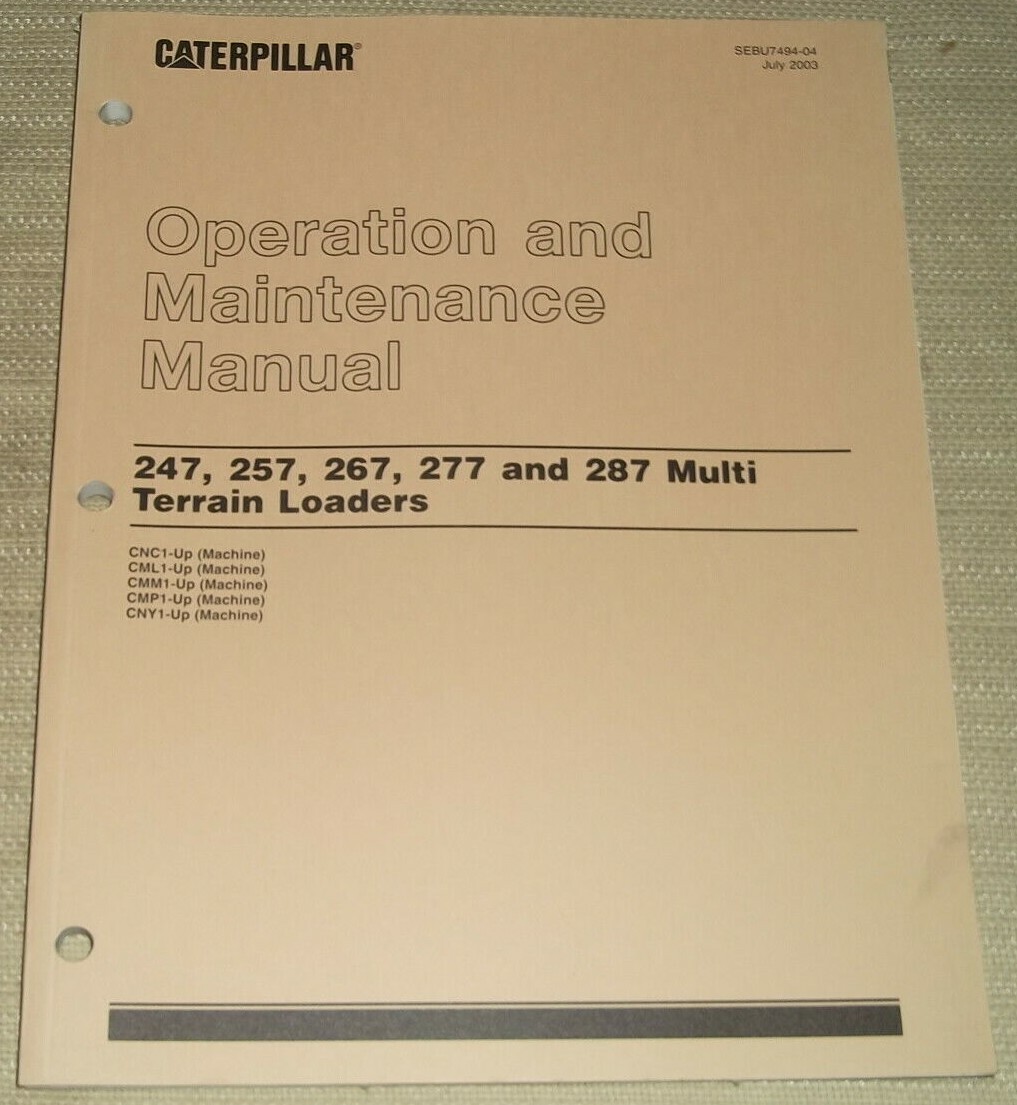 CATERPILLAR®
SEBU7494-04
July 2003
Operation and
Maintenance
Manual
247, 257, 267, 277 and 287 Multi
Terrain Loaders
CNC1-Up (Machine)
CML1-Up (Machine)
CMM1-Up (Machine)
CMP1-Up (Machine)
CNY1-Up (Machine)